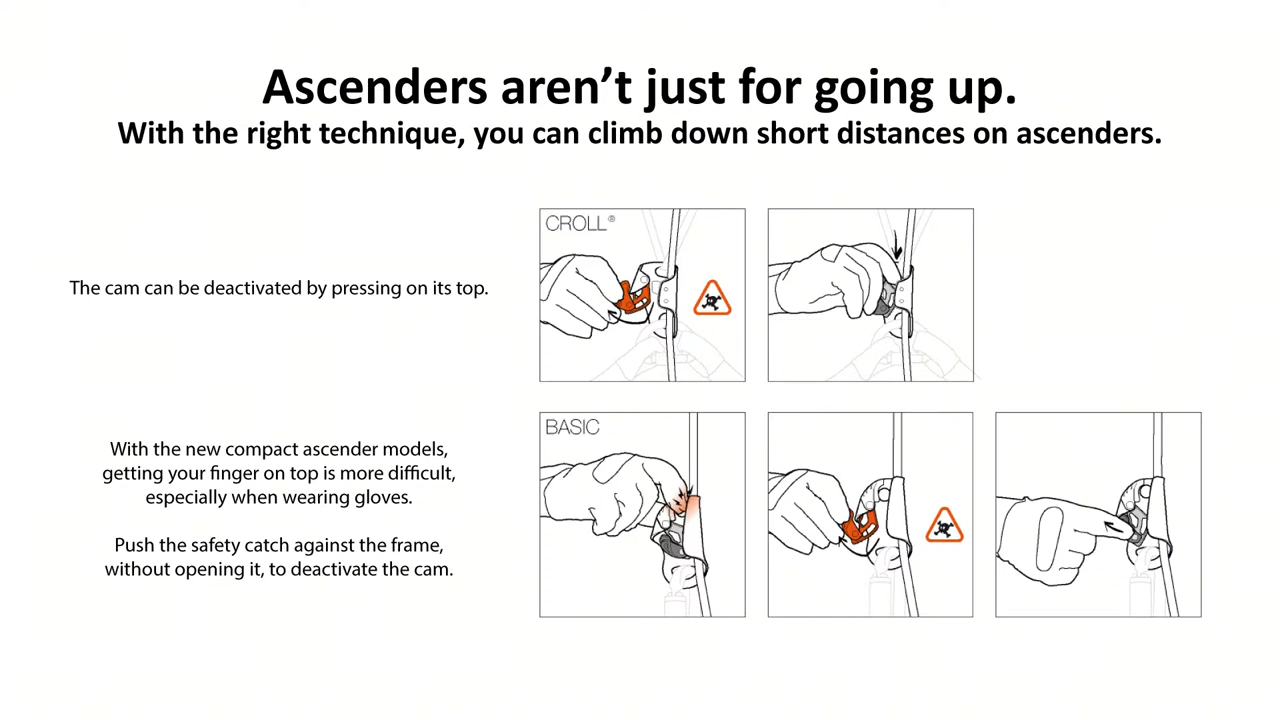 Ascenders aren’t just for going up.
With the right technique, you can climb down short distances on ascenders.
CROLL®
The cam can be deactivated by pressing on its top.
BASIC
With the new compact ascender models,
getting your finger on top is more difficult,
especially when wearing gloves.
Push the safety catch against the frame,
without opening it, to deactivate the cam.